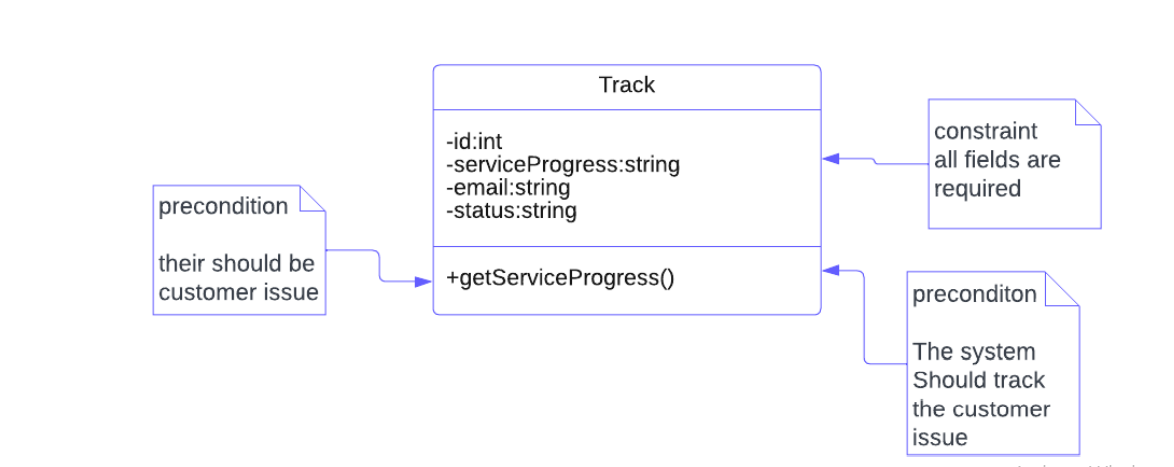 Track
-id:int
-serviceProgress:string
-email:string
-status:string
+getServiceProgress()
precondition
their should be
customer issue
constraint
all fields are
required
preconditon
The system
Should track
the customer
issue